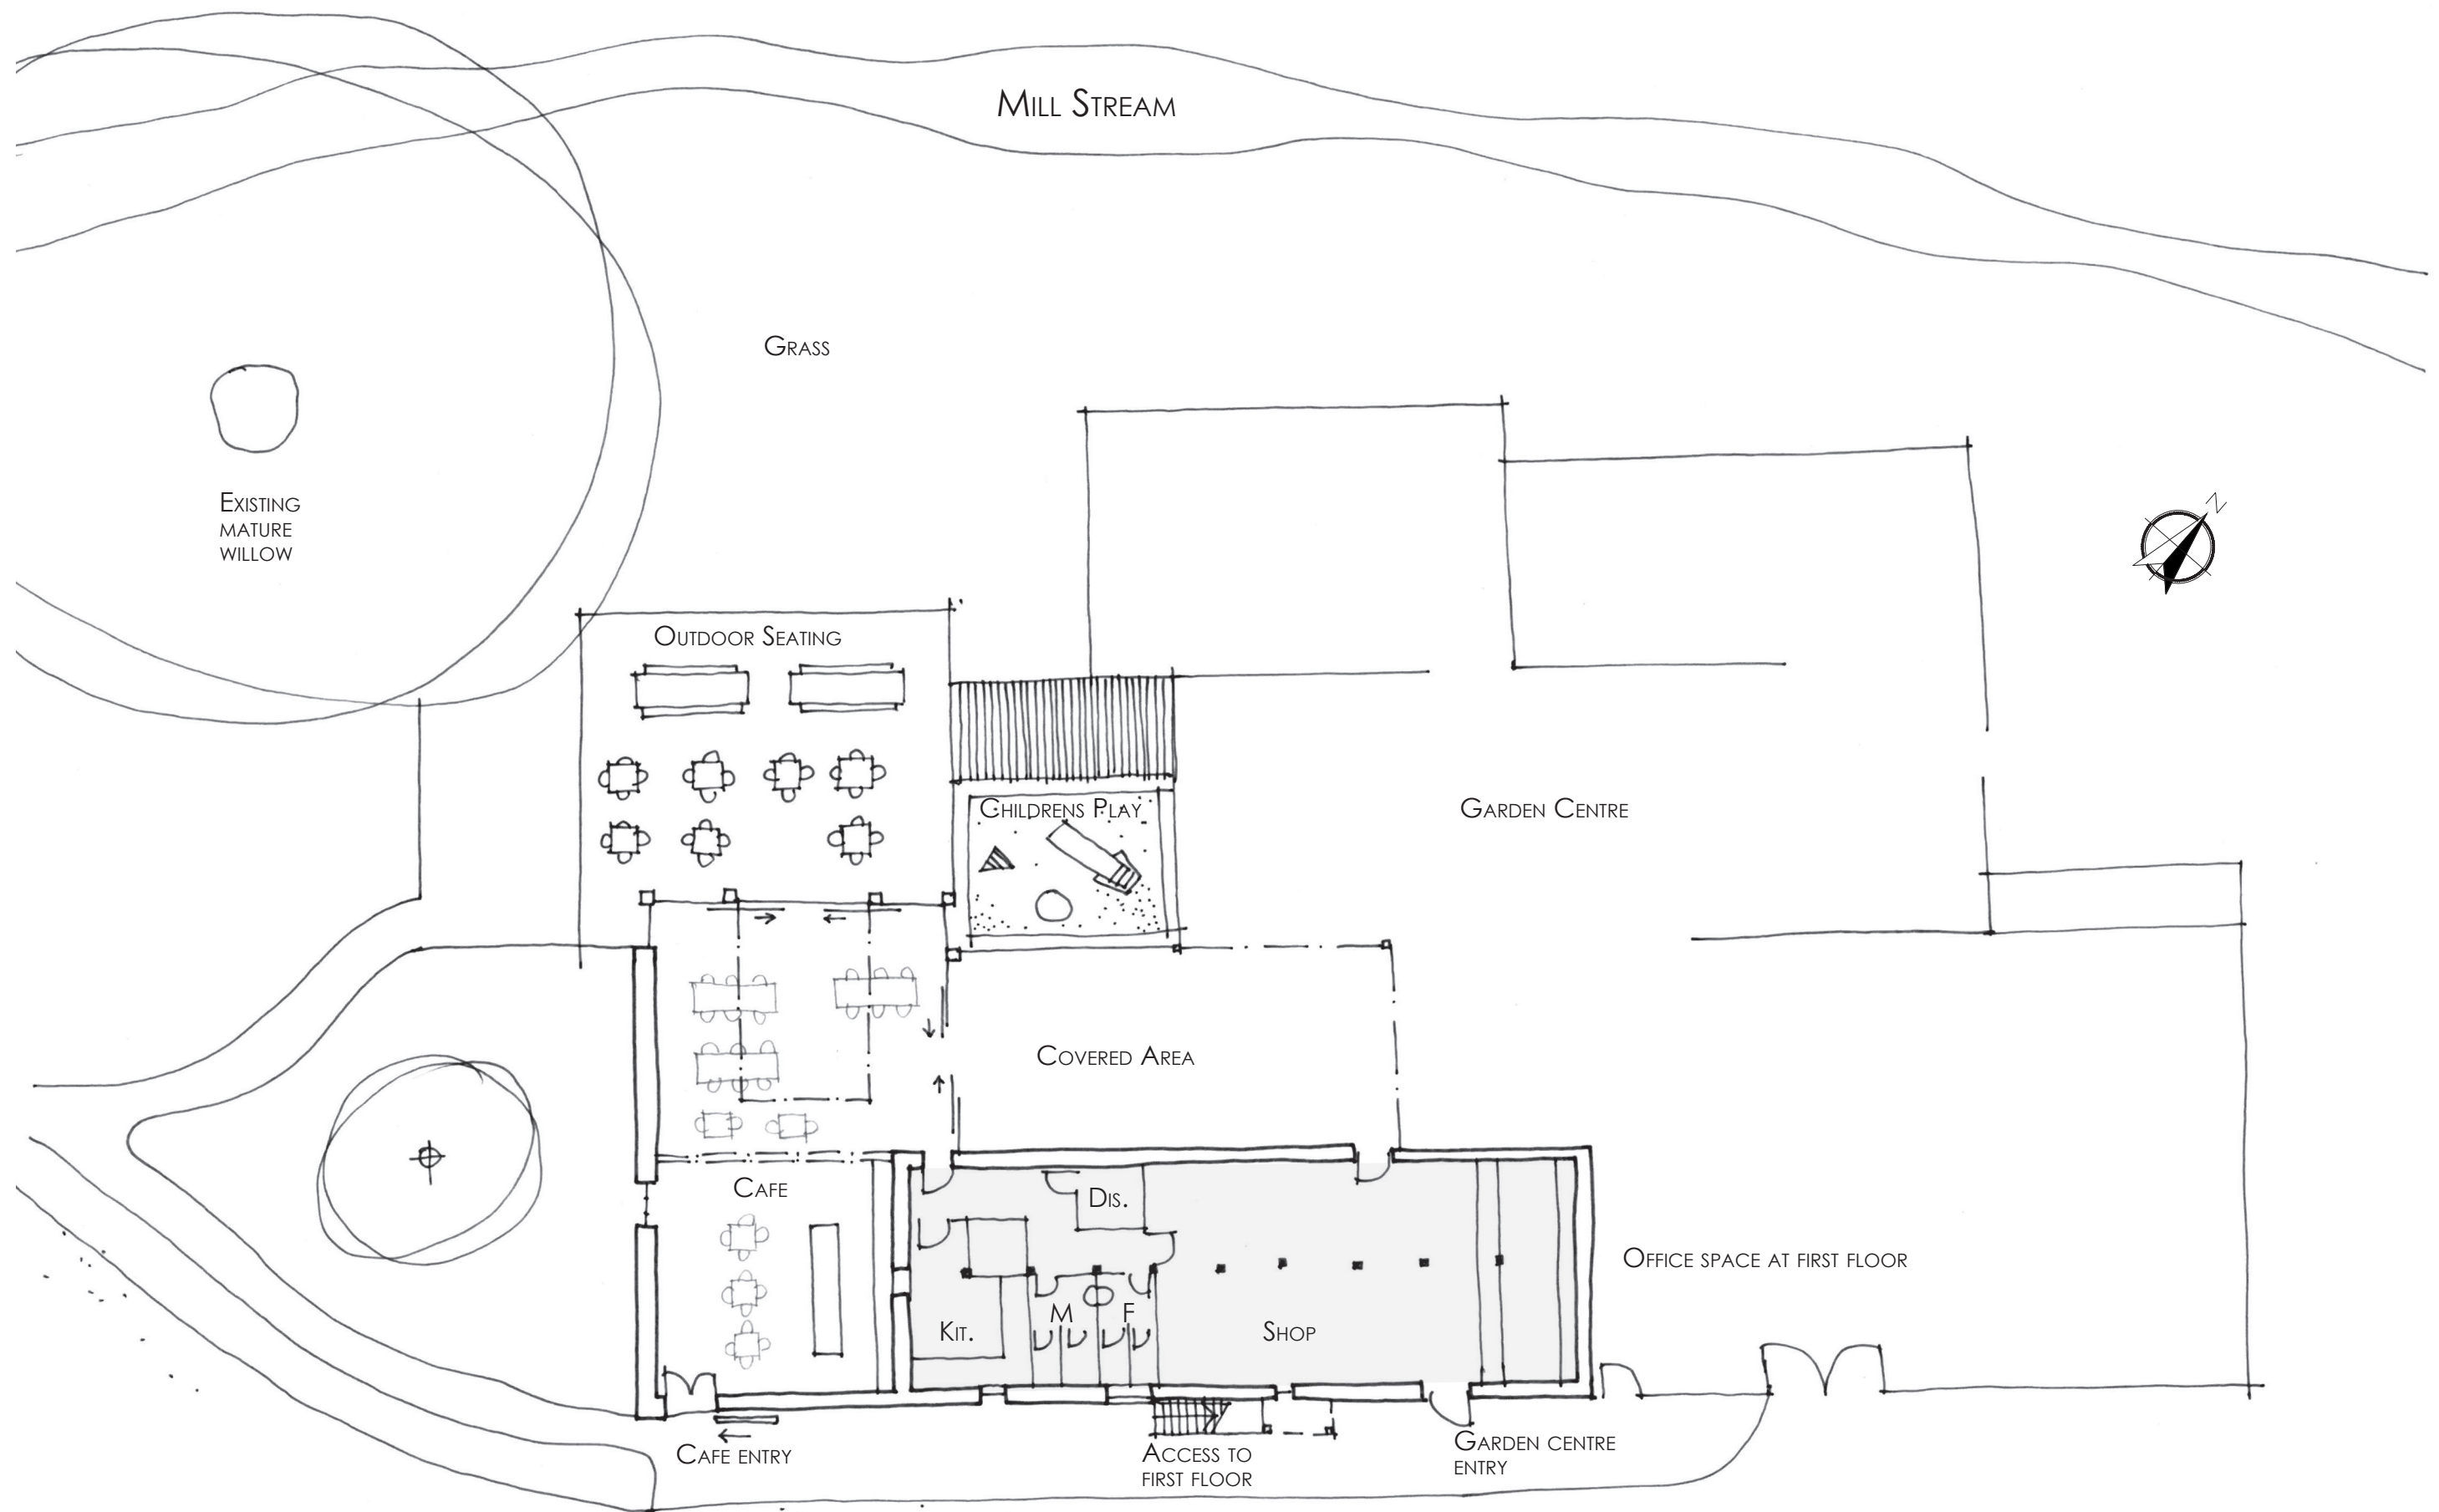 Mill Stream
Grass
Existing
mature
willow
N
Outdoor Seating
Childrens Play
Garden Centre
Covered Area
Cafe
Dis.
Office space at first floor
M
F
Kit.
Shop
Cafe entry
Access to
first floor
Garden centre
entry